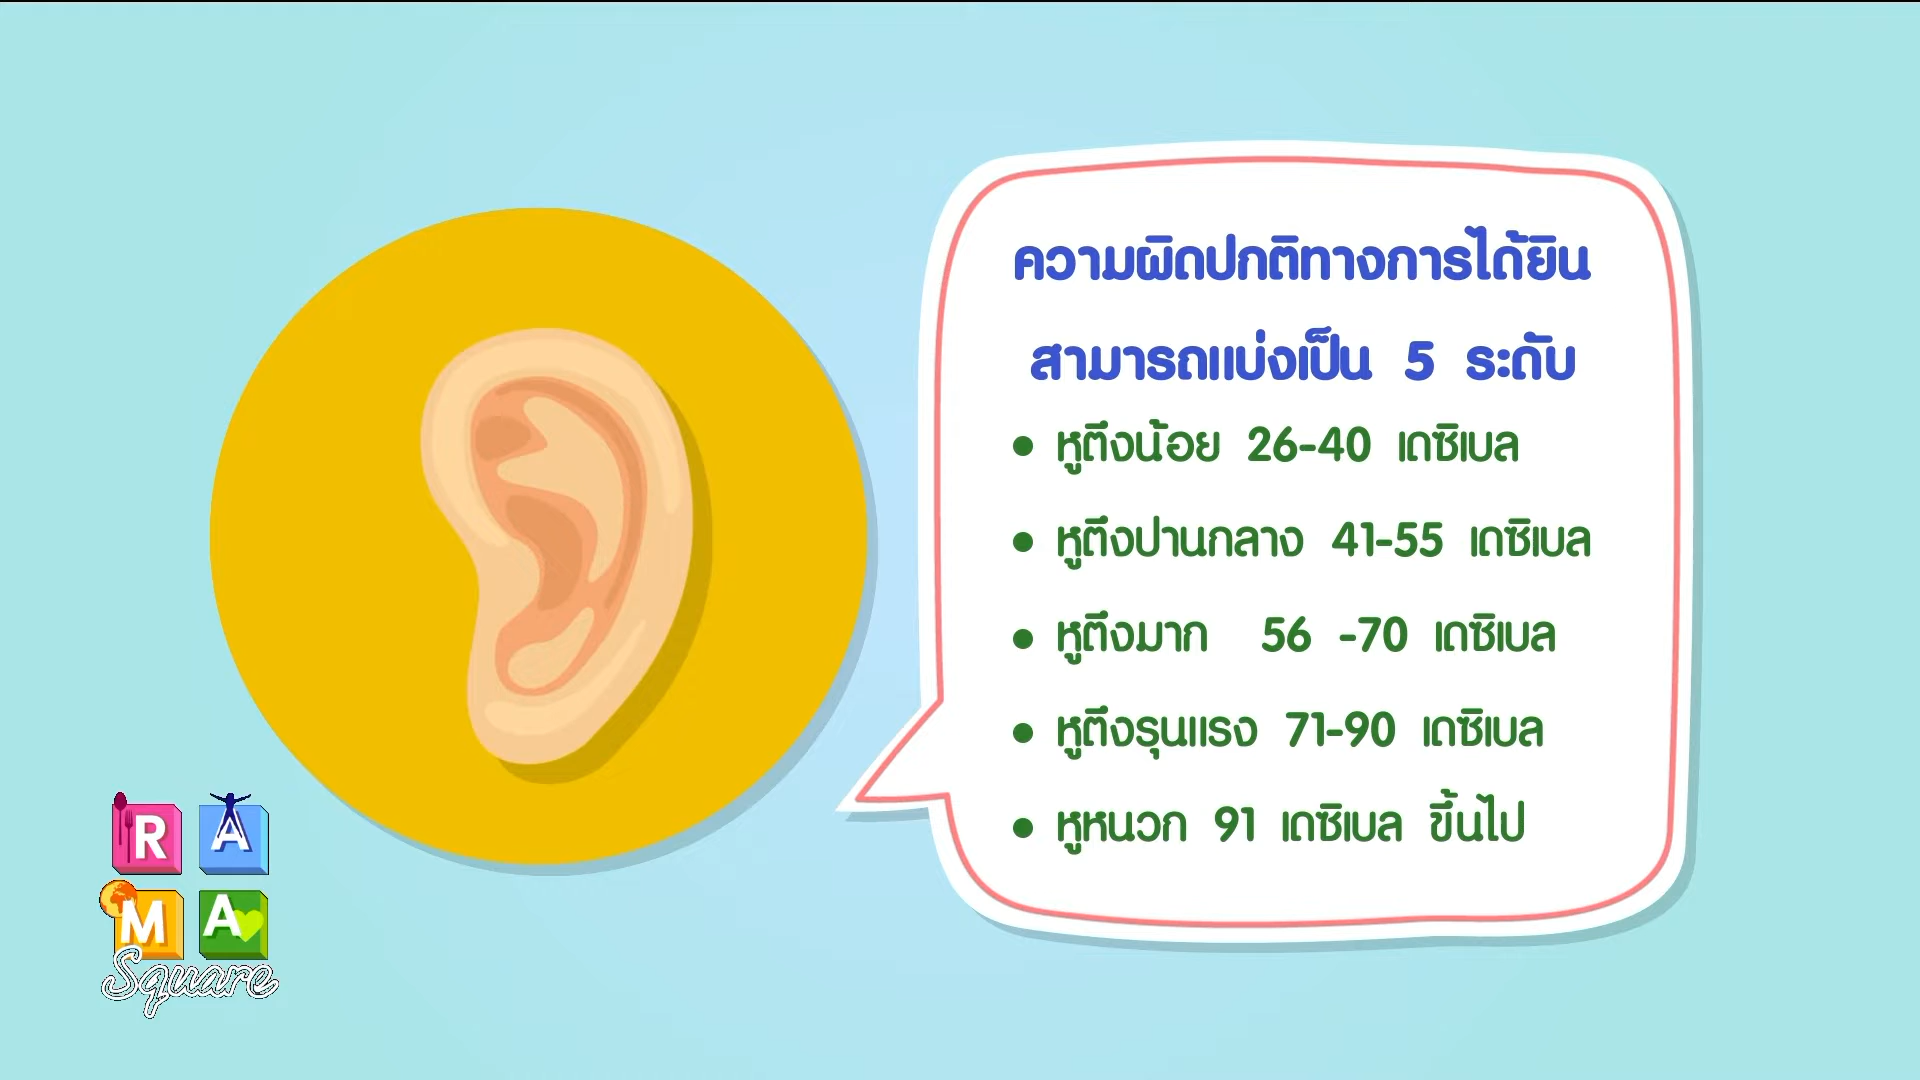 ความผิดปกติทางการได้ยิน
สามารถแบ่งเป็น 5 ระดับ
• หูตึงน้อย 26-40 เดซิเบล
• หูตึงปานกลาง 41-55 เดซิเบล
• หูตึงมาก 56 -70 เดซิเบล
• หูตึงรุนแรง 71-90 เดซิเบล
• หูหนวก 91 เดซิเบล ขึ้นไป
RA
MA
Square